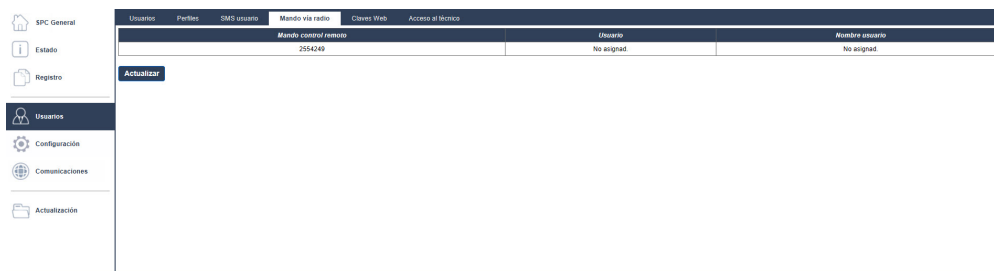 SPC General
Estado
Registro
Usuarios
Configuración
Comunicaciones
Actualización
Usuarios Perfiles SMS usuario Mando vía radio Claves Web Acceso al técnico
Mando control remoto Usuario Nombre usuario
2554249 No asignad. No asignad.
Actualizar